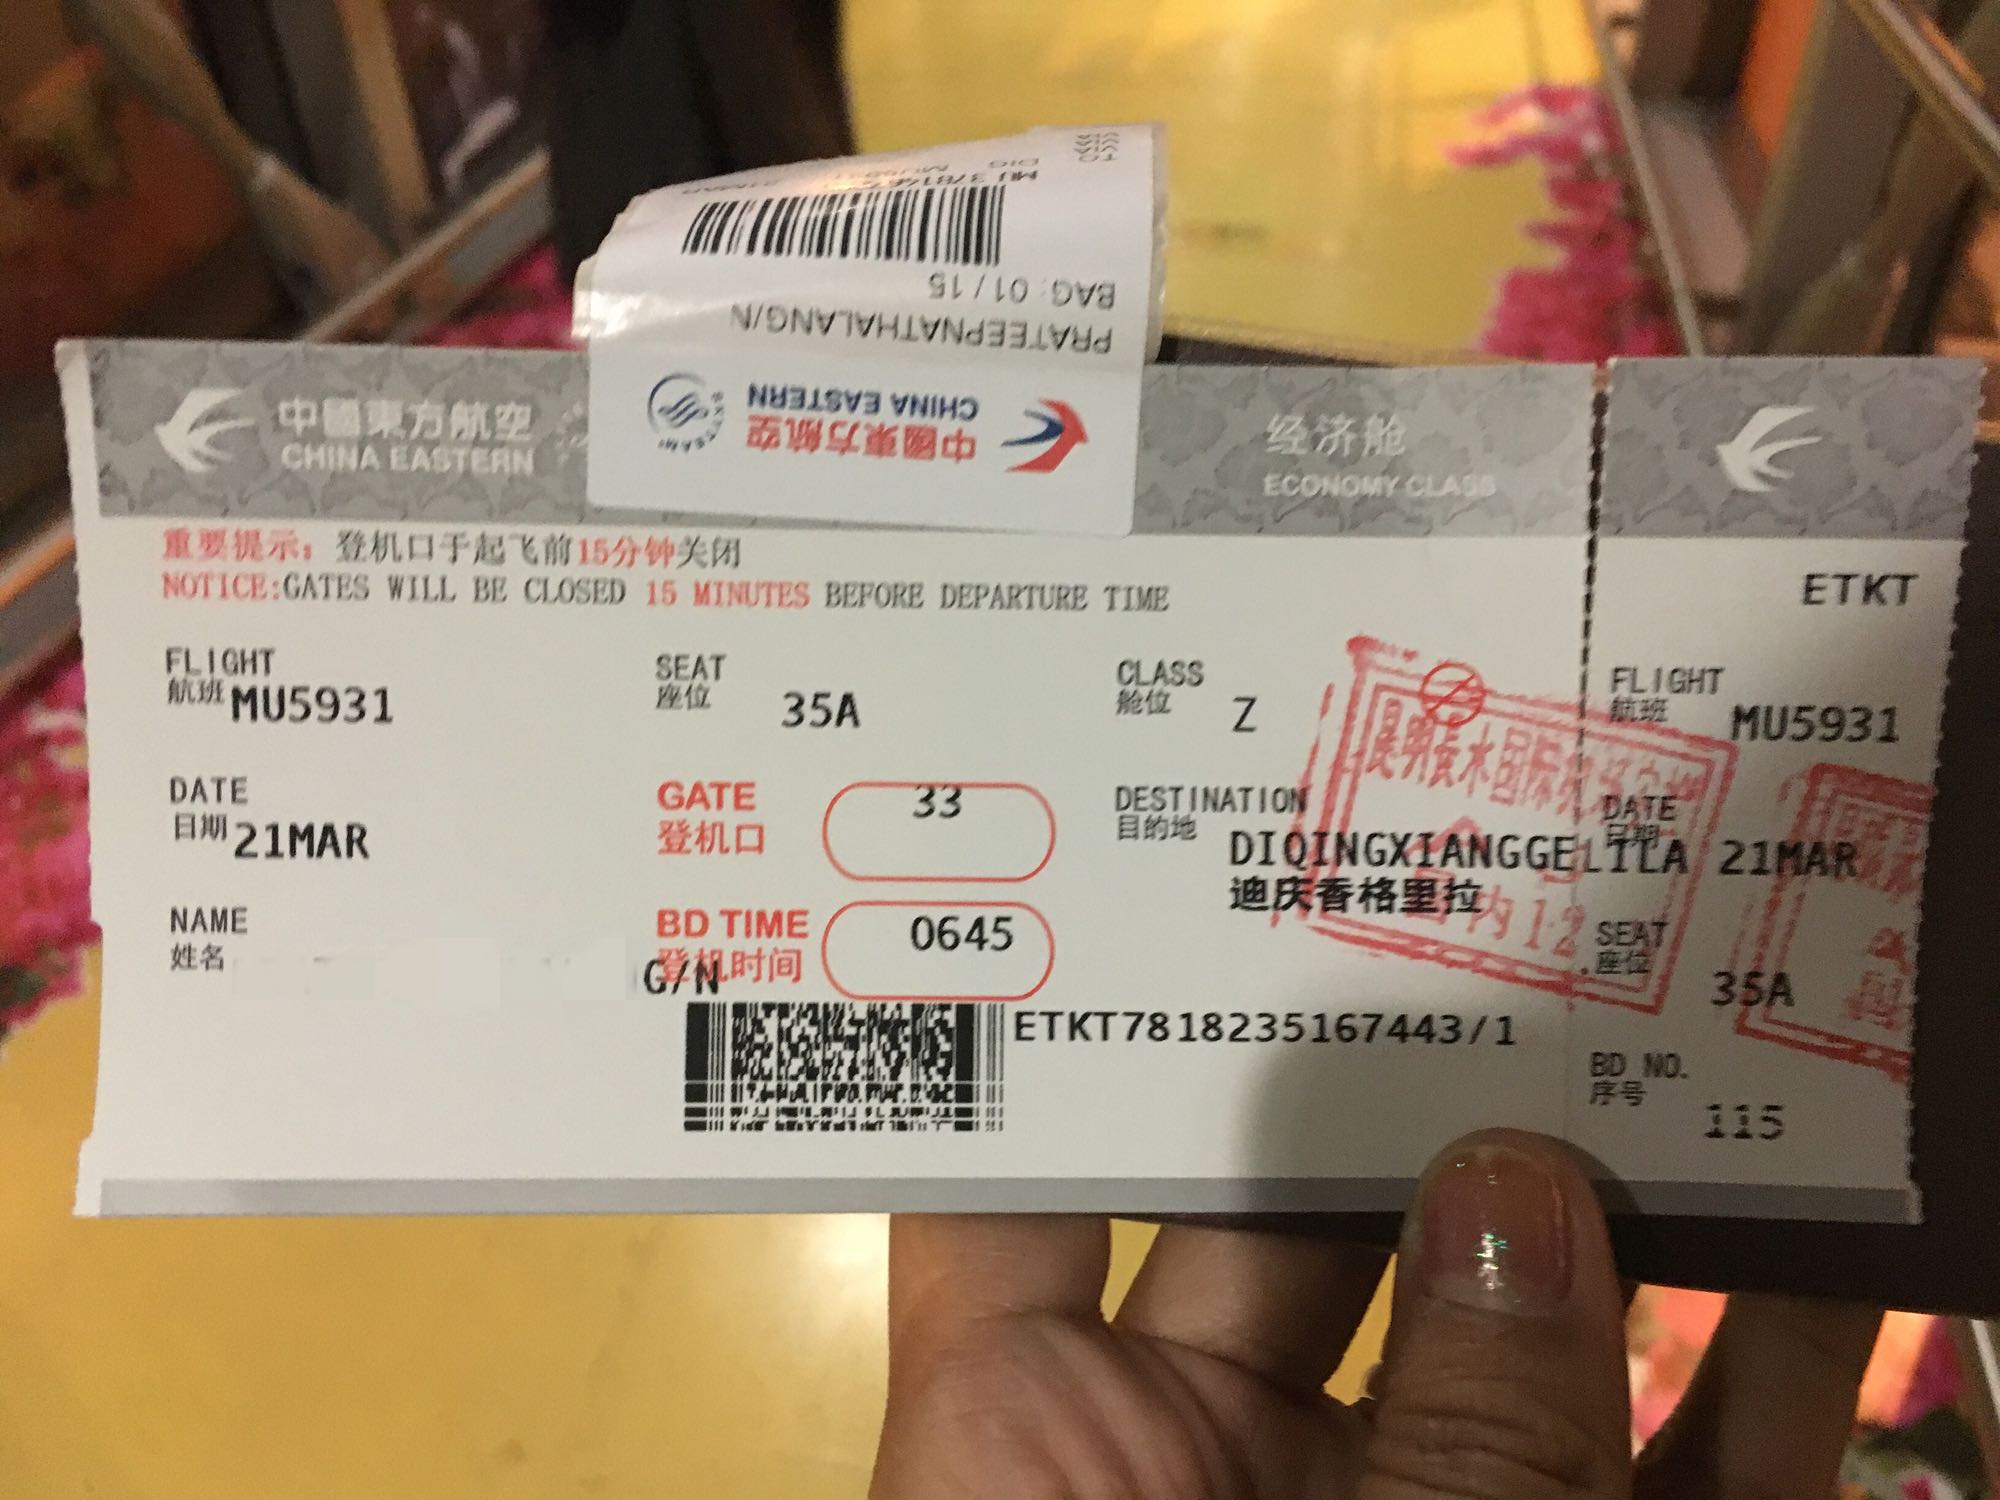 MU
BAG: 01/15
PRATEEPNATHALANG/N
中國東方航空
CHINA EASTERN
中國東方航空
CHINA EASTERN
经济舱
ECONOMY CLASS
重要提示：登机口于起飞前15分钟关闭
NOTICE:GATES WILL BE CLOSED 15 MINUTES BEFORE DEPARTURE TIME
ETKT
FLIGHT
航班 MU5931
SEAT
座位 35A
CLASS
舱位 Z
FLIGHT
航班 MU5931
DATE
日期 21MAR
GATE 33
登机口
DESTINATION
目的地
DIQINGXIANGGELILA
迪庆香格里拉
DATE
日期 21MAR
NAME
姓名 G/N
BD TIME 0645
登机时间
SEAT
座位 35A
ETKT7818235167443/1
BD NO.
序号 115
昆明长水国际机场安检
国内 1-2